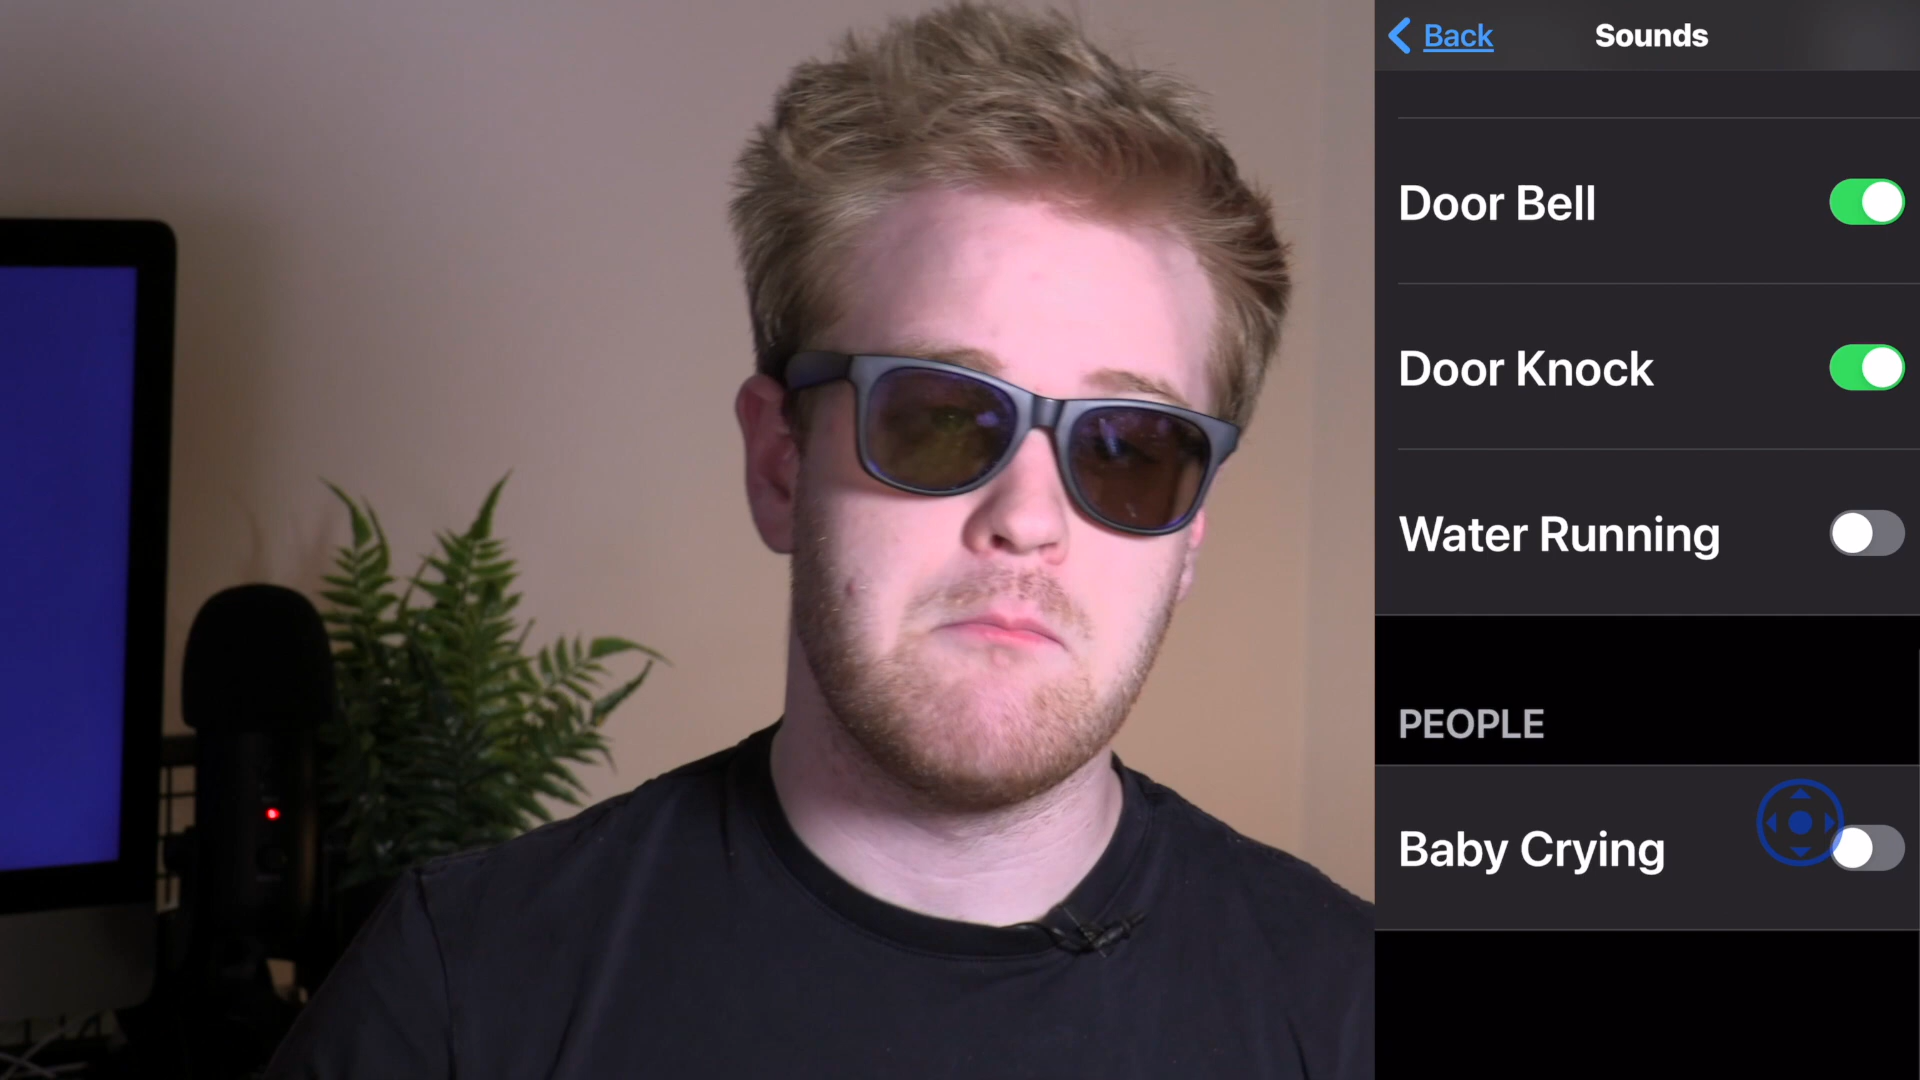 Back Sounds
Door Bell
Door Knock
Water Running
PEOPLE
Baby Crying